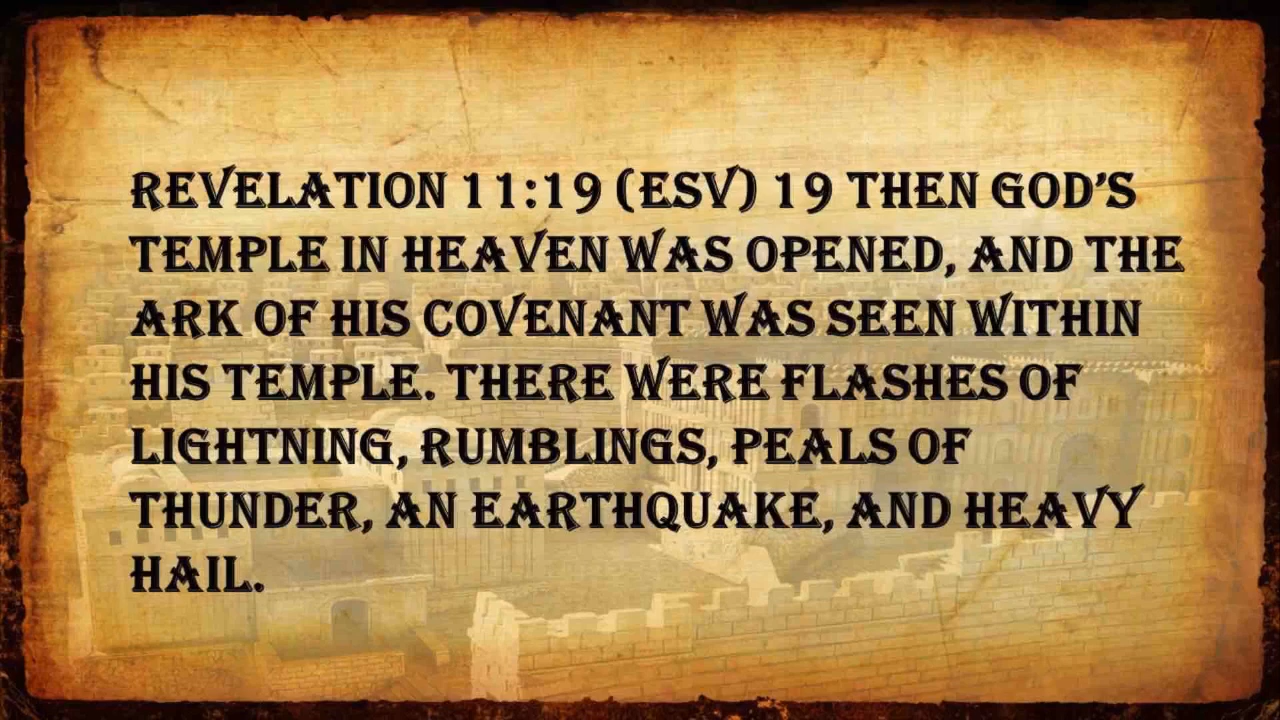 REVELATION 11:19 (ESV) 19 THEN GOD’S
TEMPLE IN HEAVEN WAS OPENED, AND THE
ARK OF HIS COVENANT WAS SEEN WITHIN
HIS TEMPLE. THERE WERE FLASHES OF
LIGHTNING, RUMBLINGS, PEALS OF
THUNDER, AN EARTHQUAKE, AND HEAVY
HAIL.